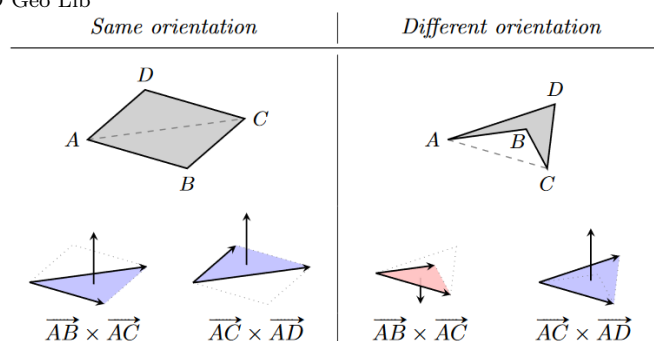 Geo Lib
Same orientation Different orientation
D
A
C
B
D
A
B
C
AB × AC AC × AD AB × AC AC × AD